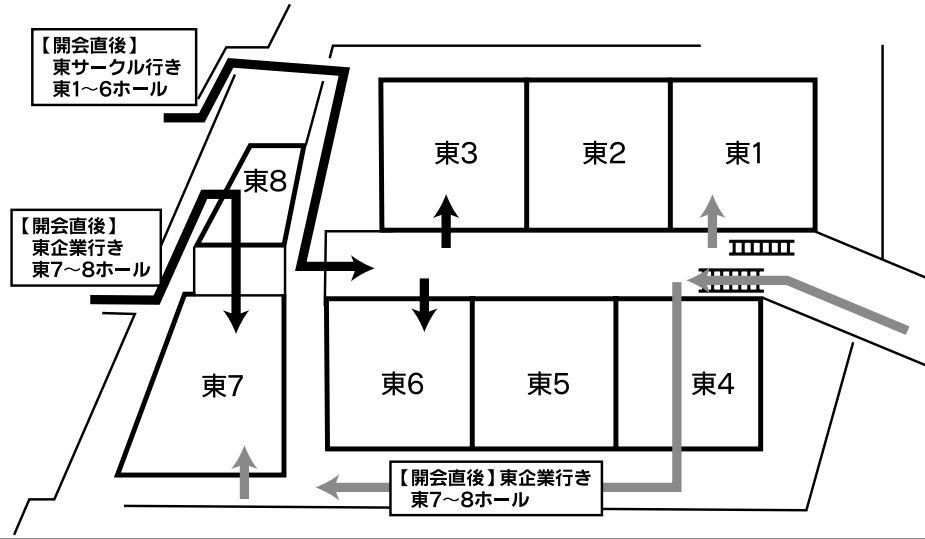 【開会直後】
東サークル行き
東1～6ホール
東3
東2
東1
東8
【開会直後】
東企業行き
東7～8ホール
東7
東6
東5
東4
【開会直後】東企業行き
東7～8ホール